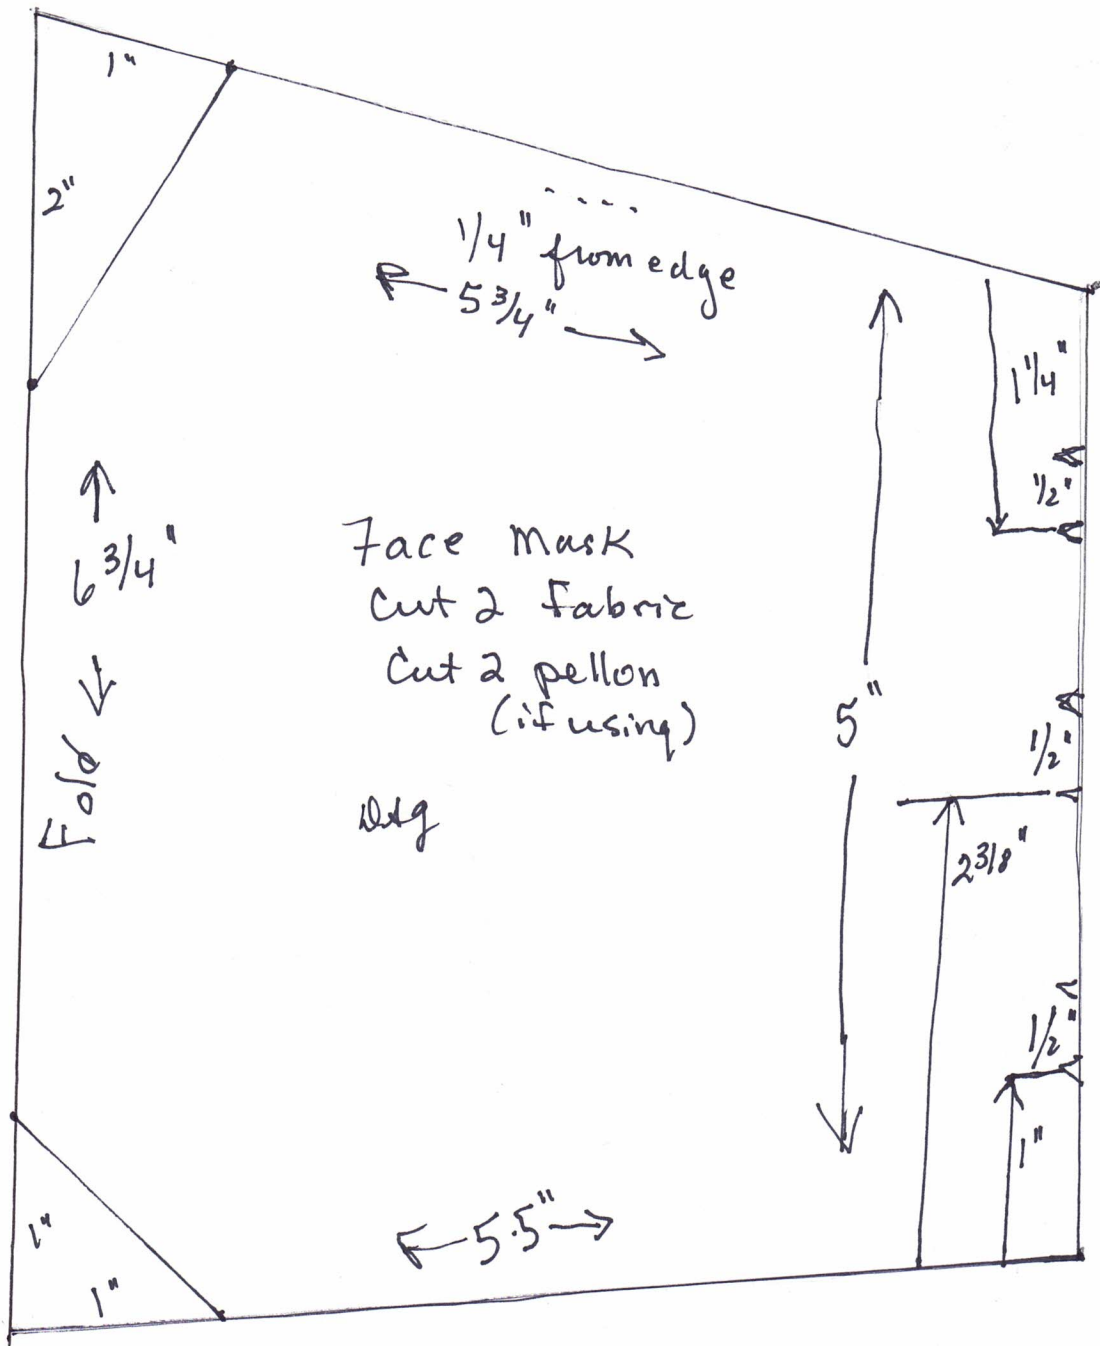 1"
2"
1/4" from edge
5 3/4"
1 1/4"
1/2"
6 3/4"
Fold
Face Mask
Cut 2 Fabric
Cut 2 pellon
(if using)
5"
1/2"
2 3/8"
1/2"
1"
5.5"
1"
1"